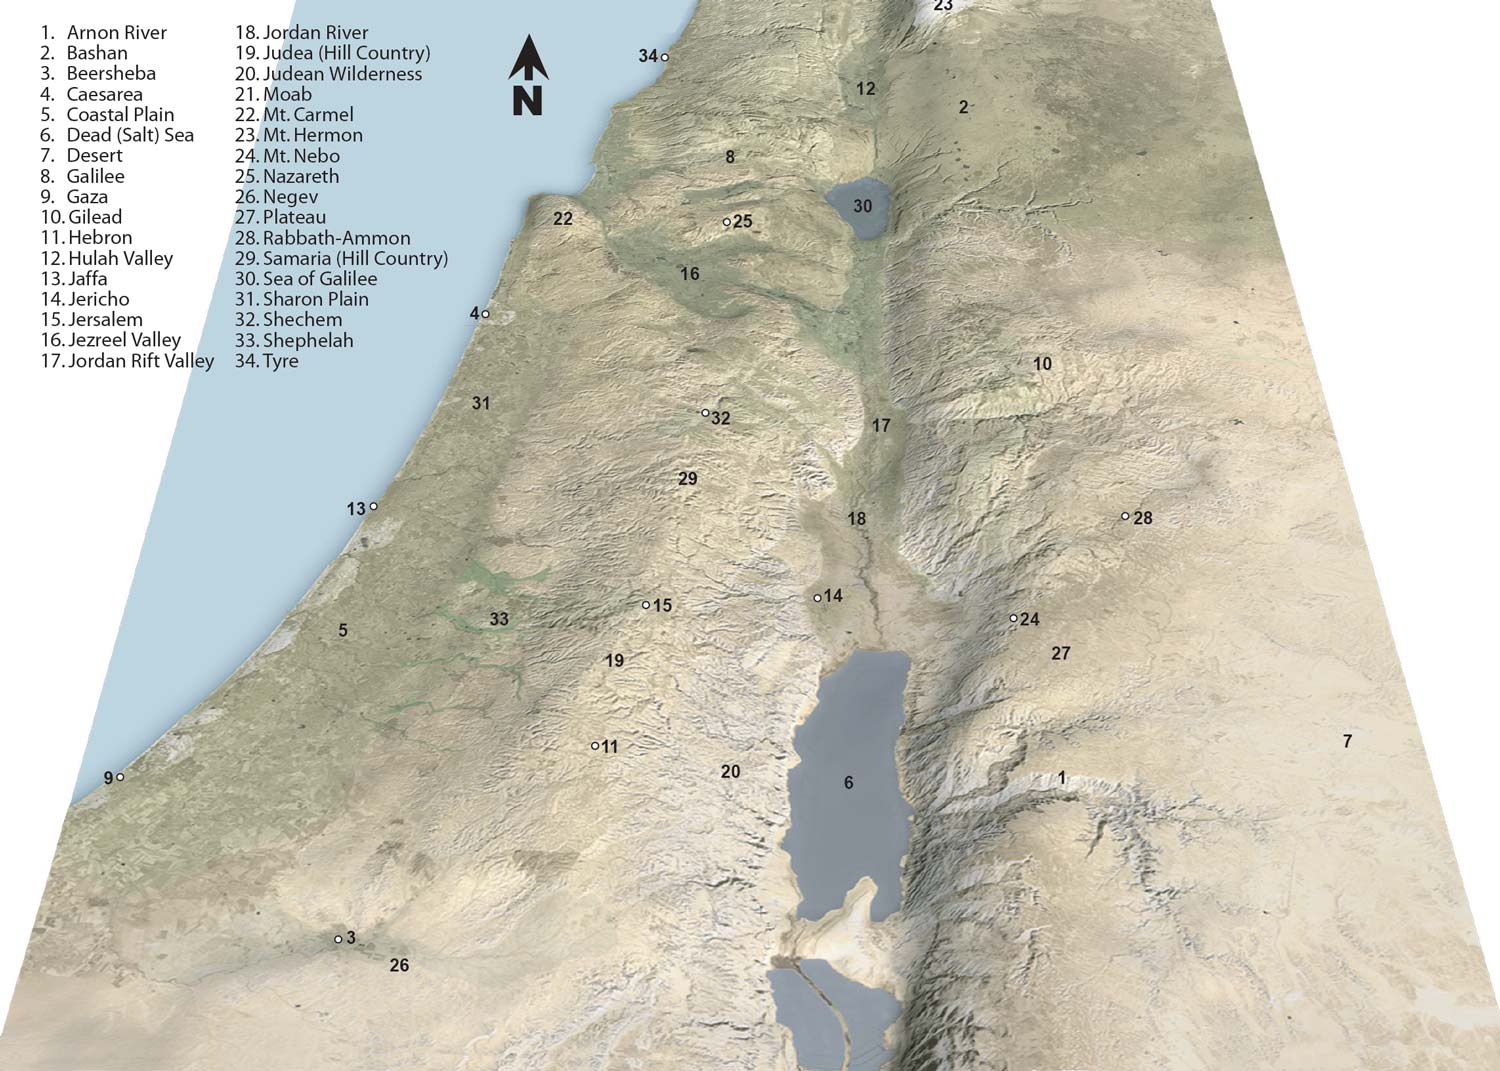 1. Arnon River
2. Bashan
3. Beersheba
4. Caesarea
5. Coastal Plain
6. Dead (Salt) Sea
7. Desert
8. Galilee
9. Gaza
10. Gilead
11. Hebron
12. Hulah Valley
13. Jaffa
14. Jericho
15. Jersalem
16. Jezreel Valley
17. Jordan Rift Valley
18. Jordan River
19. Judea (Hill Country)
20. Judean Wilderness
21. Moab
22. Mt. Carmel
23. Mt. Hermon
24. Mt. Nebo
25. Nazareth
26. Negev
27. Plateau
28. Rabbath-Ammon
29. Samaria (Hill Country)
30. Sea of Galilee
31. Sharon Plain
32. Shechem
33. Shephelah
34. Tyre
N
23
34
12
2
8
30
22
25
16
4
10
31
32
17
29
13
18
28
14
15
33
24
5
27
19
7
11
20
9
1
6
3
26